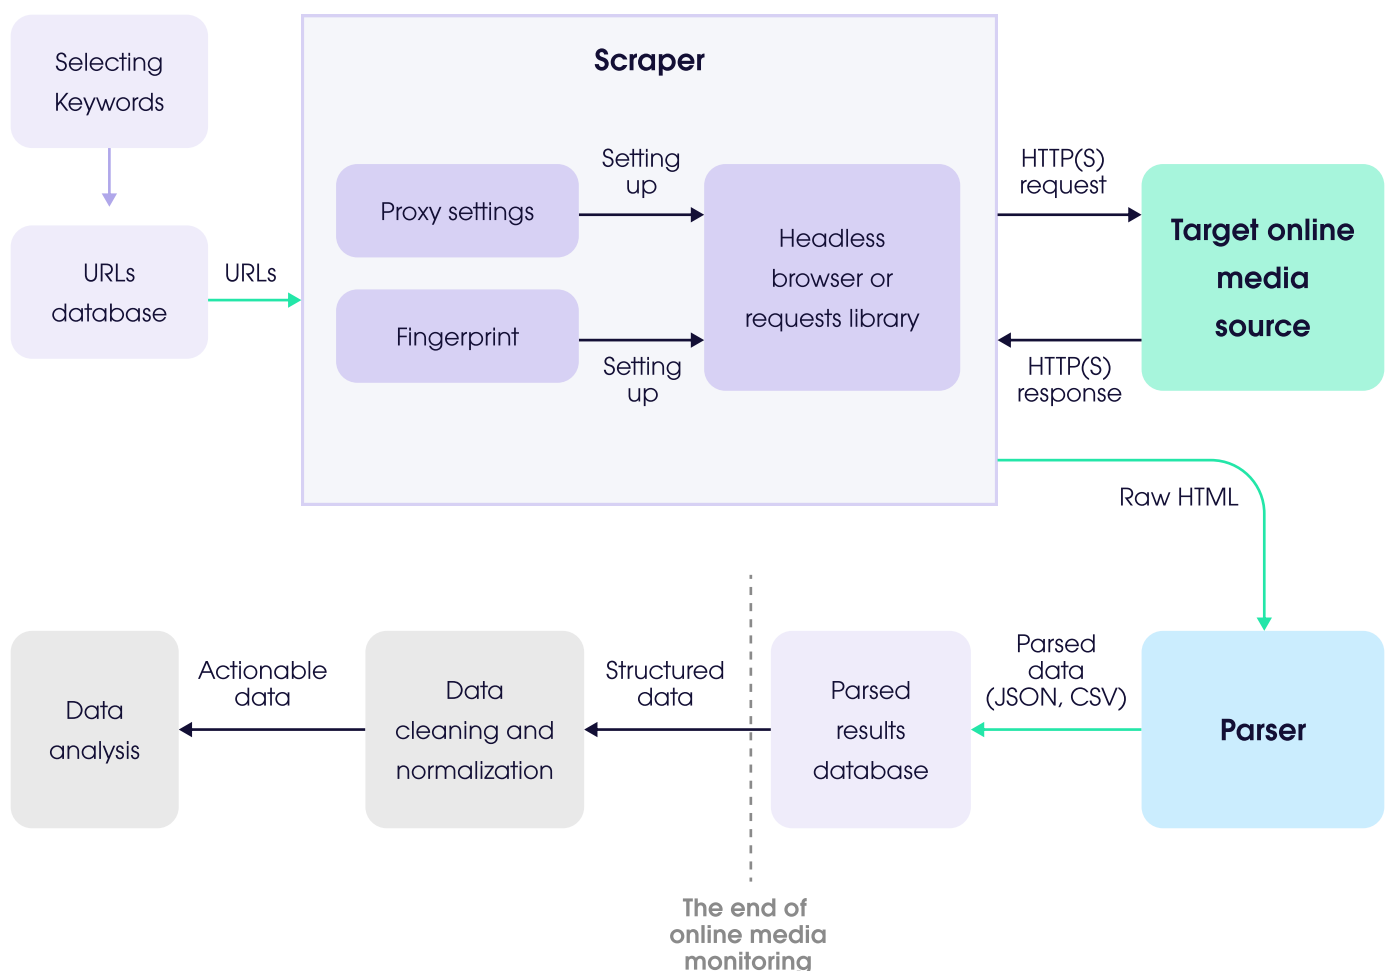 Selecting
Keywords
URLs
database
URLs
Scraper
Proxy settings
Setting
up
Fingerprint
Setting
up
Headless
browser or
requests library
HTTP(S)
request
HTTP(S)
response
Target online
media
source
Raw HTML
Parser
Parsed
data
(JSON, CSV)
Parsed
results
database
Structured
data
Data
cleaning and
normalization
Actionable
data
Data
analysis
The end of
online media
monitoring